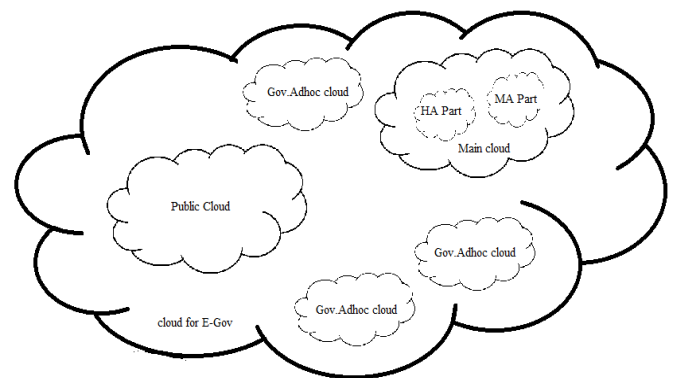 Gov.Adhoc cloud
HA Part
MA Part
Main cloud
Public Cloud
Gov.Adhoc cloud
Gov.Adhoc cloud
cloud for E-Gov